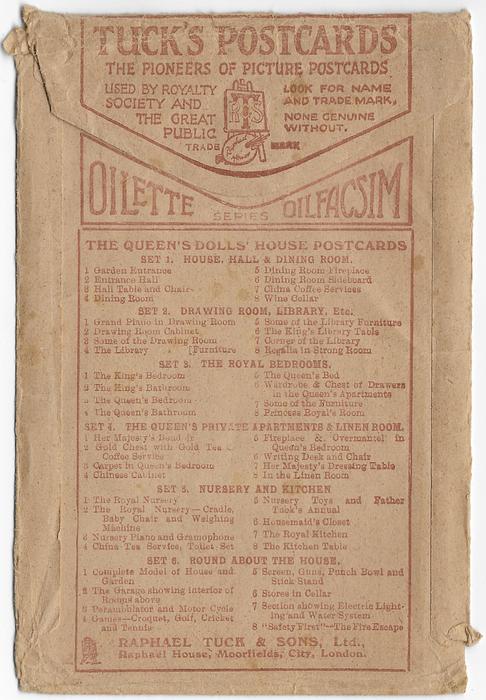 TUCK'S POSTCARDS
THE PIONEERS OF PICTURE POSTCARDS
USED BY ROYALTY
SOCIETY AND
THE GREAT
PUBLIC
RTS
LOOK FOR NAME
AND TRADE MARK,
NONE GENUINE
WITHOUT.
TRADE MARK
OILETTE SERIES OILFACSIM
THE QUEEN'S DOLLS' HOUSE POSTCARDS
SET 1. HOUSE, HALL & DINING ROOM.
1 Garden Entrance
2 Entrance Hall
3 Hall Table and Chair
4 Dining Room
5 Dining Room Fireplace
6 Dining Room Sideboard
7 China Coffee Services
8 Wine Cellar
SET 2. DRAWING ROOM, LIBRARY, Etc.
1 Grand Piano in Drawing Room
2 Drawing Room Cabinet
3 Some of the Drawing Room
4 The Library [Furniture
5 Some of the Library Furniture
6 The King's Library Table
7 Corner of the Library
8 Regalia in Strong Room
SET 3. THE ROYAL BEDROOMS.
1 The King's Bedroom
2 The King's Bathroom
3 The Queen's Bedroom
4 The Queen's Bathroom
5 The Queen's Bed
6 Wardrobe & Chest of Drawers
in the Queen's Apartments
7 Some of the Furniture
8 Princess Royal's Room
SET 4. THE QUEEN'S PRIVATE APARTMENTS & LINEN ROOM.
1 Her Majesty's
2 Gold Chest with Gold Tea
Coffee Service
3 Carpet in Queen's Bedroom
4 Chinese Cabinet
5 Fireplace & 'Overmantel' in
Queen's Bedroom
6 Writing Desk and Chair
7 Her Majesty's Dressing Table
8 In the Linen Room
SET 5. NURSERY AND KITCHEN
1 The Royal Nursery
2 The Royal Nursery—Cradle,
Baby Chair and Weighing
Machine
3 Nursery Piano and Gramophone
4 China Tea Service, Toilet Set
5 Nursery Toys and Father
Tuck's Annual
6 Housemaid's Closet
7 The Royal Kitchen
8 The Kitchen Table
SET 6. ROUND ABOUT THE HOUSE.
1 Complete Model of House and
Garden
2 The Garage showing interior of
Rooms above
3 Perambulator and Motor Cycle
4 Games—Croquet, Golf, Cricket
and Tennis
5 Screen, Guns, Punch Bowl and
Stick Stand
6 Stores in Cellar
7 Section showing Electric Light-
ing and Water System
8 "Safety First"—The Fire Escape
RAPHAEL TUCK & SONS, Ltd.,
Raphael House, Moorfields, City, London.